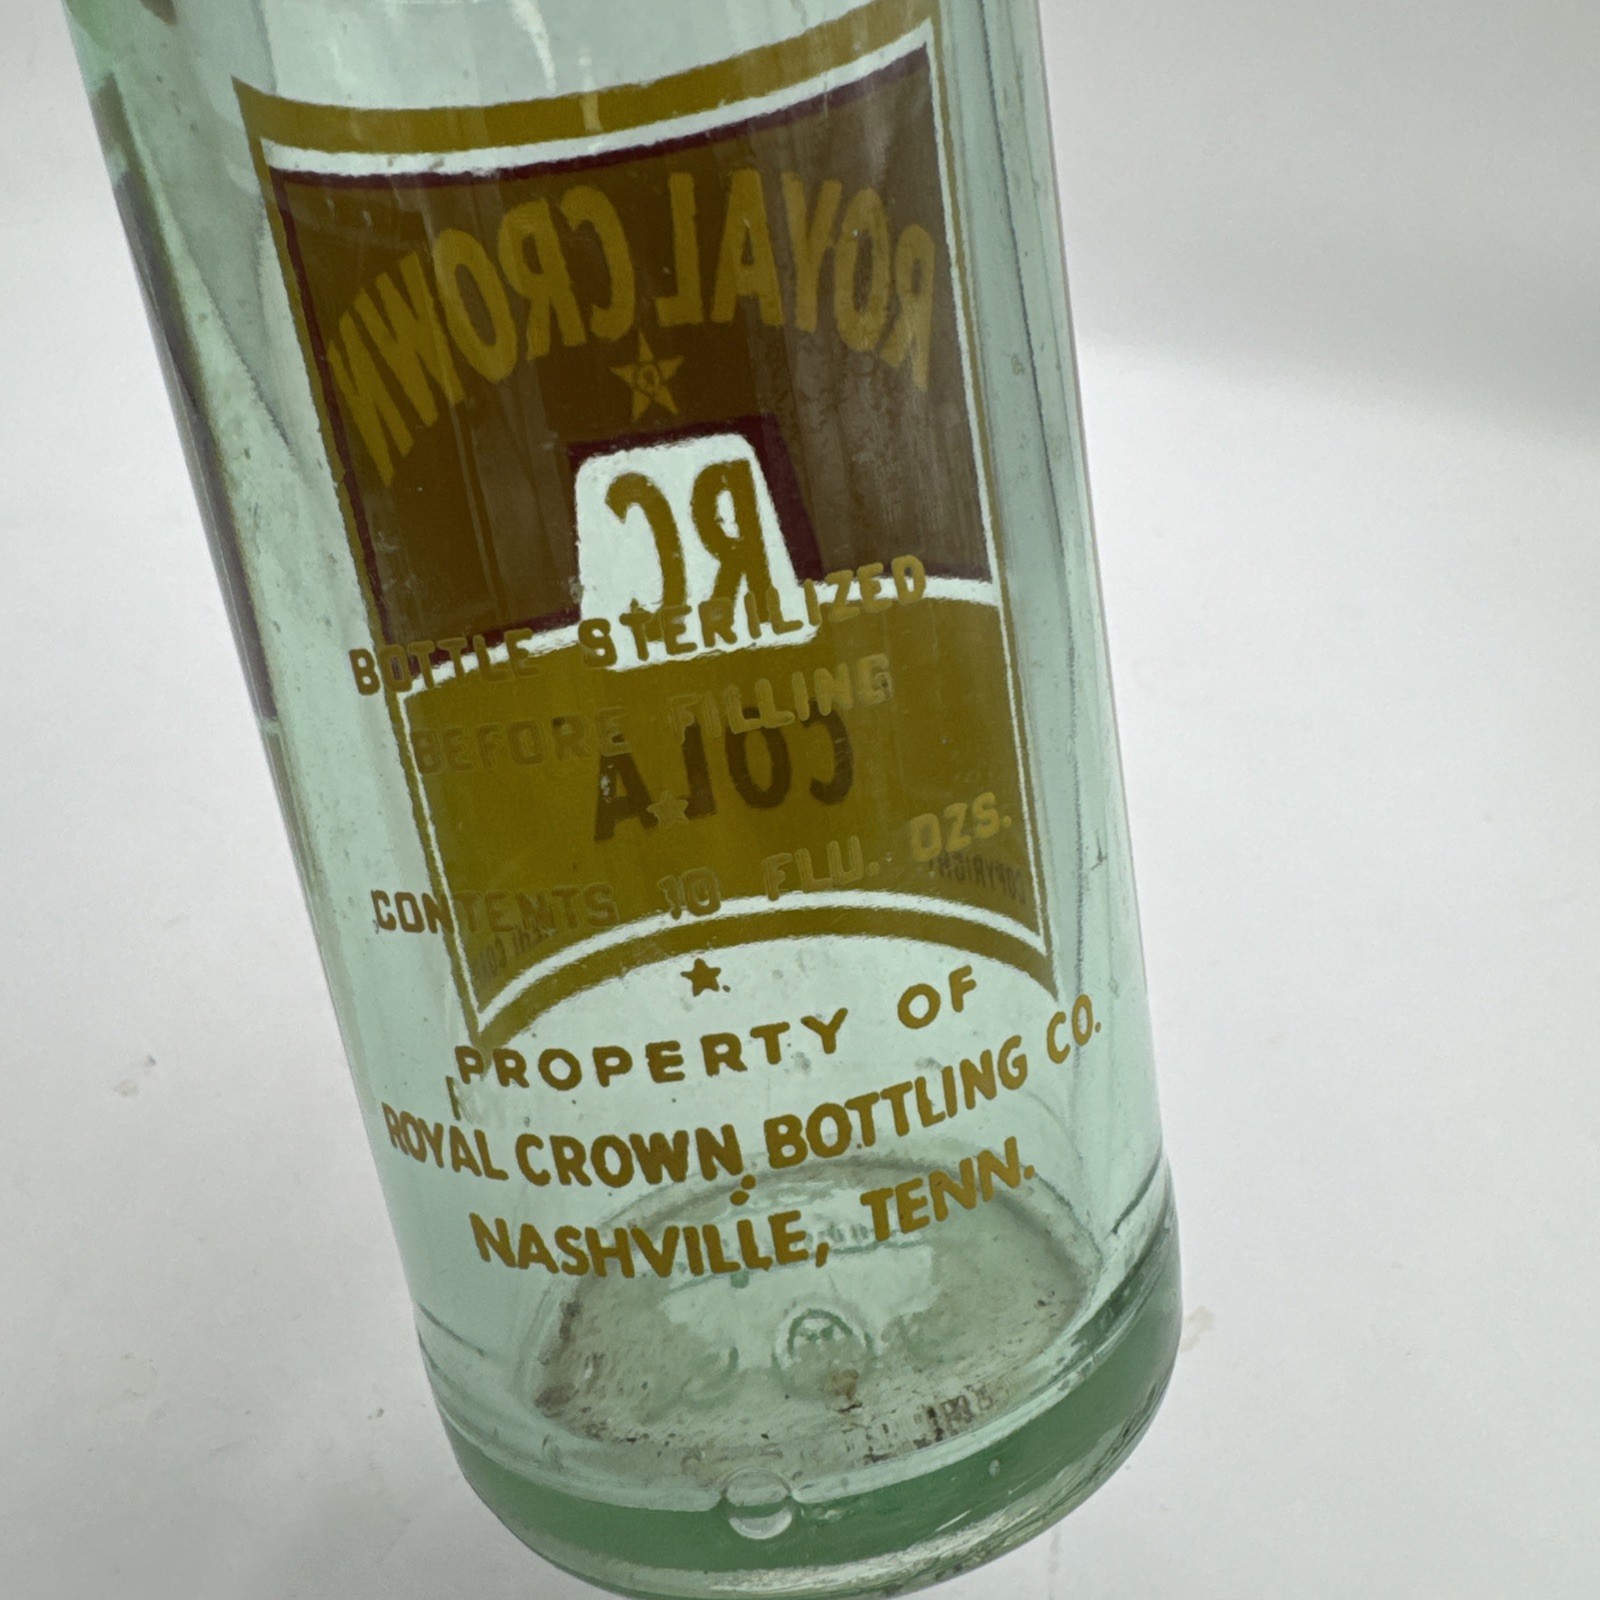 ROYAL CROWN
RC
COLA
BOTTLE STERILIZED
BEFORE FILLING
CONTENTS 10 FLU. OZS.
COPYRIGHT
PROPERTY OF
ROYAL CROWN BOTTLING CO.
NASHVILLE, TENN.